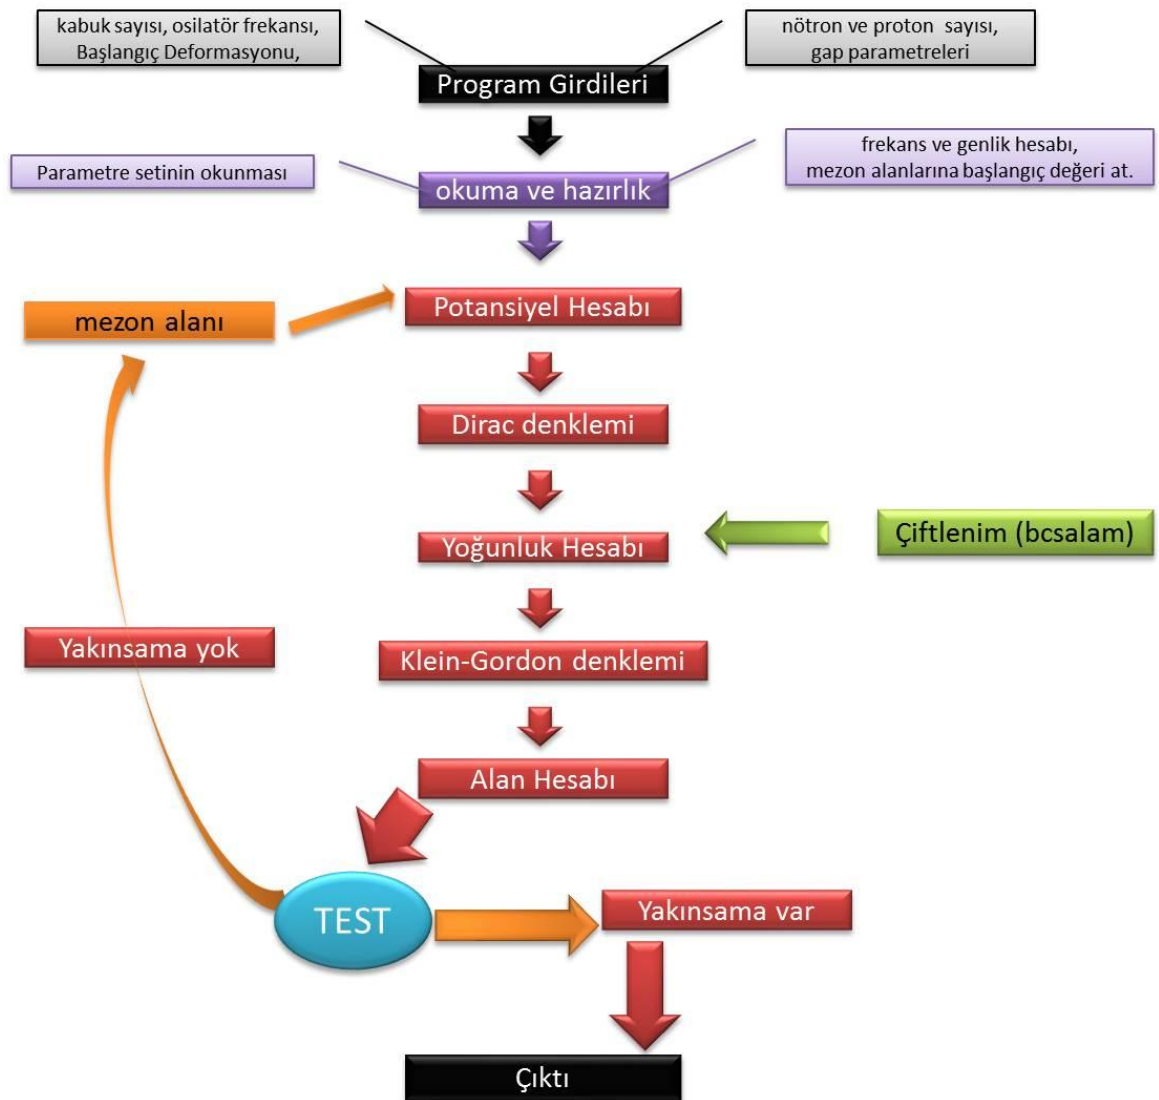 kabuk sayısı, osilatör frekansı,
Başlangıç Deformasyonu,
nötron ve proton sayısı,
gap parametreleri
Program Girdileri
Parametre setinin okunması
okuma ve hazırlık
frekans ve genlik hesabı,
mezon alanlarına başlangıç değeri at.
mezon alanı
Potansiyel Hesabı
Dirac denklemi
Yoğunluk Hesabı
Çiftlenim (bcsalam)
Yakınsama yok
Klein-Gordon denklemi
Alan Hesabı
TEST
Yakınsama var
Çıktı